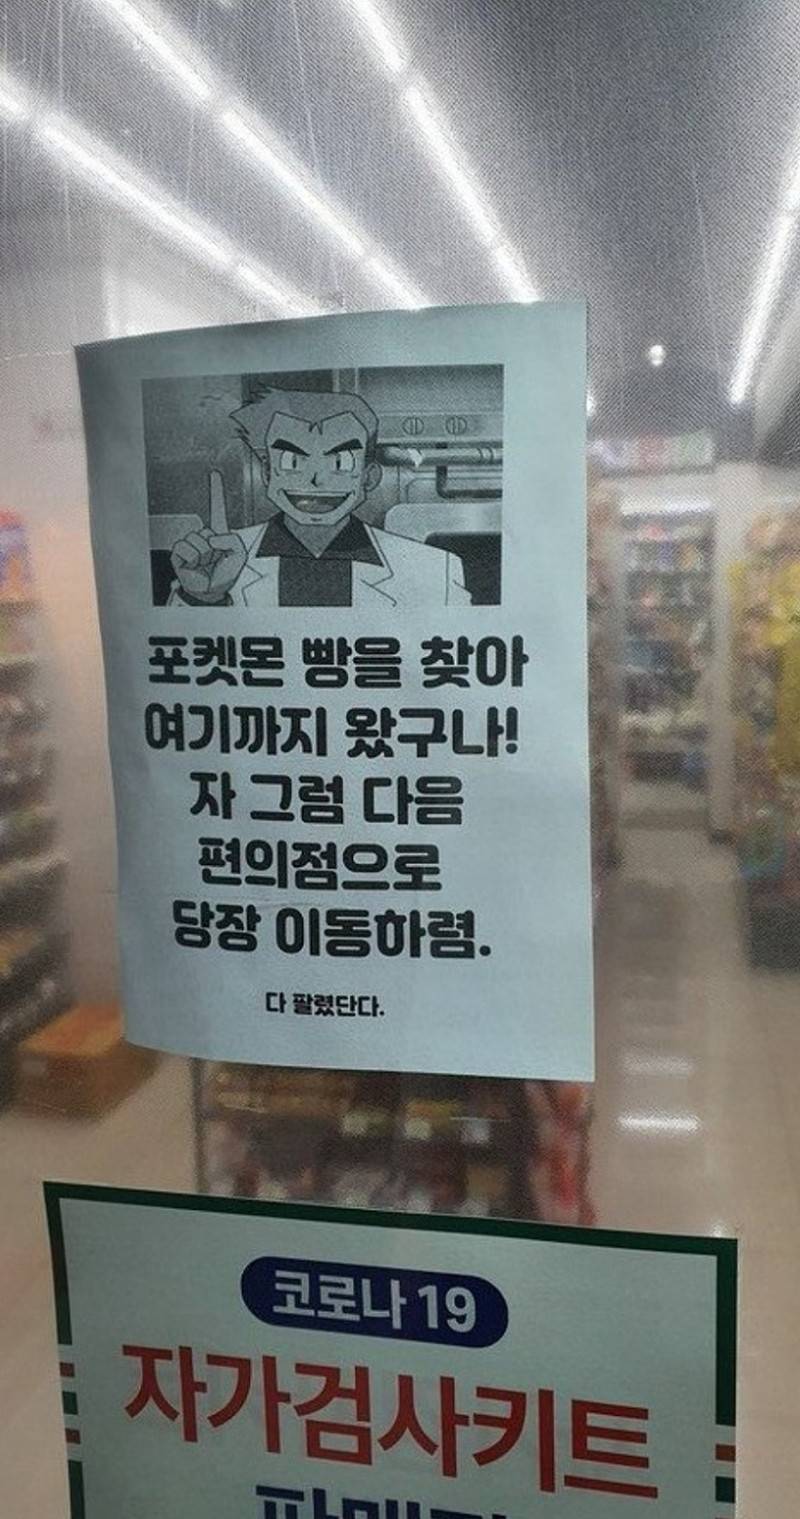 포켓몬 빵을 찾아
여기까지 왔구나!
자 그럼 다음
편의점으로
당장 이동하렴.
다 팔렸단다.
코로나 19
자가검사키트